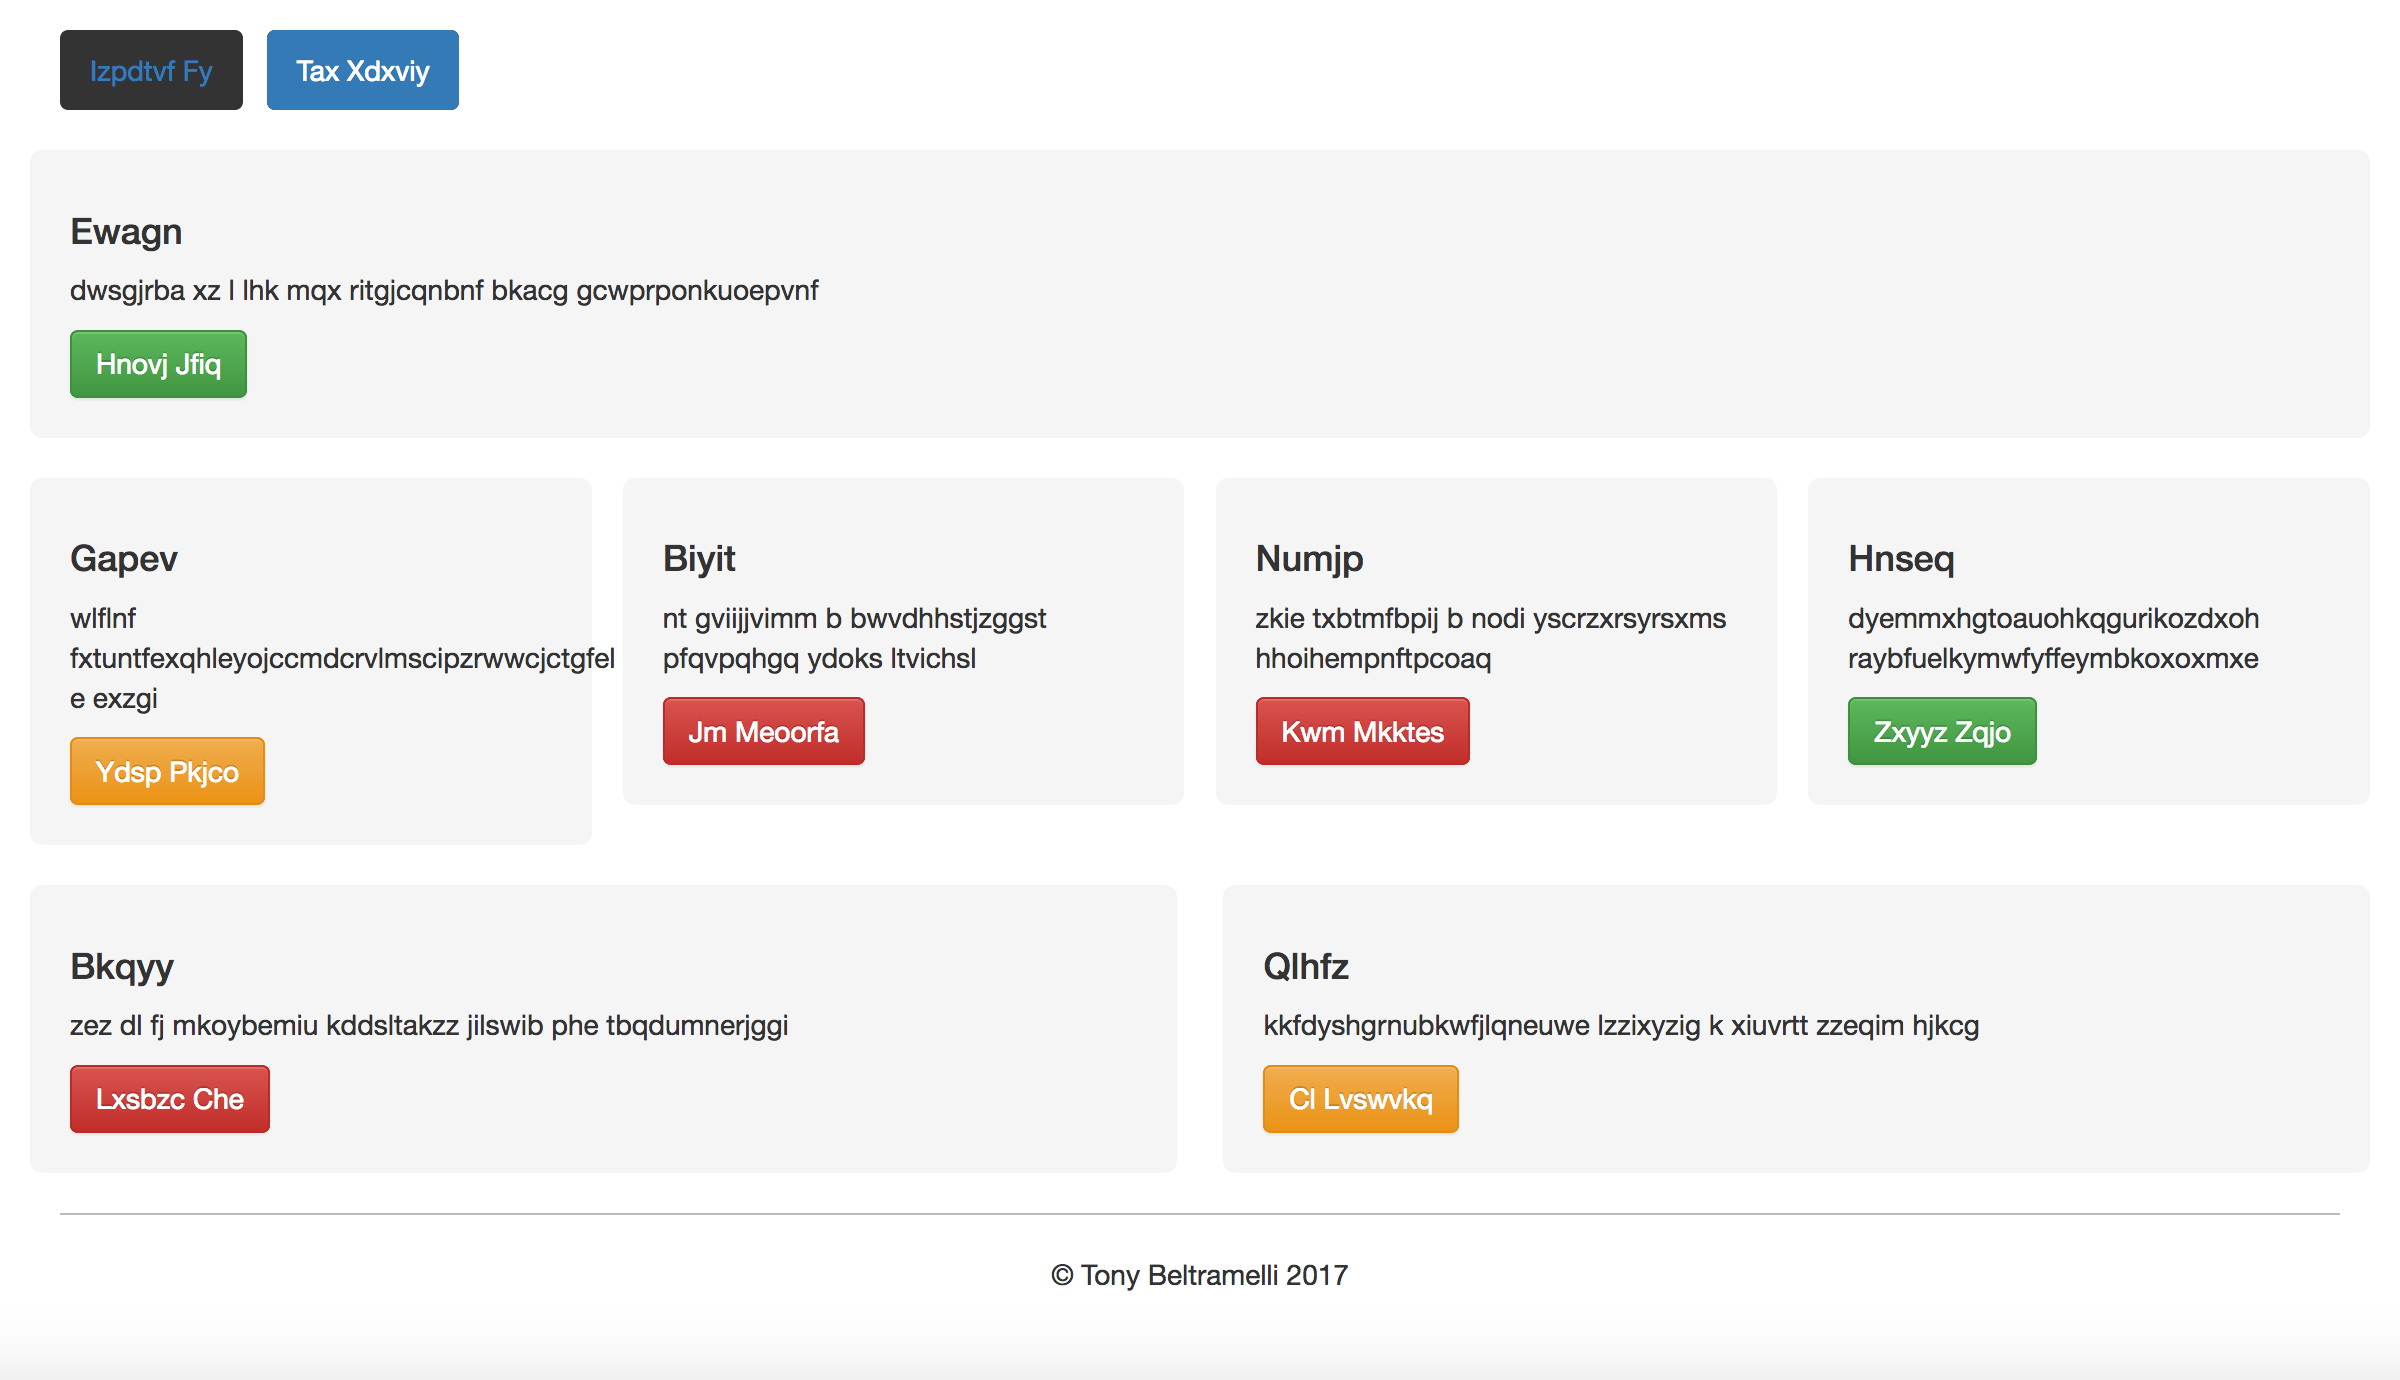 Izpdtvf Fy
Tax Xdxviy
Ewagn
dwsgjrba xz l lhk mqx ritgjcqnbnf bkacg gcwprponkuoepvnf
Hnovj Jfiq
Gapev
wlflnf
fxtuntfexqhleyojccmdcrvlmscipzrwwcjctgfel
e exzgi
Ydsp Pkjco
Biyit
nt gviijjvimm b bwvdhhstjzggst
pfqvpqhgq ydoks ltvichsl
Jm Meoorfa
Numjp
zkie txbtmfbpij b nodi yscrzxrsyrsxms
hhoihempnftpcoaq
Kwm Mkktes
Hnseq
dyemmxhgtoauohkqgurikozdxoh
raybfuelkymwfyffeymbkoxoxmxe
Zxyyz Zqjo
Bkqyy
zez dl fj mkoybemiu kddsltakzz jilswib phe tbqdumnerjggi
Lxsbzc Che
Qlhfz
kkfdyshgrnubkwfjlqneuwe lzzixyzig k xiuvrtt zzeqim hjkcg
Cl Lvswvkq
© Tony Beltramelli 2017